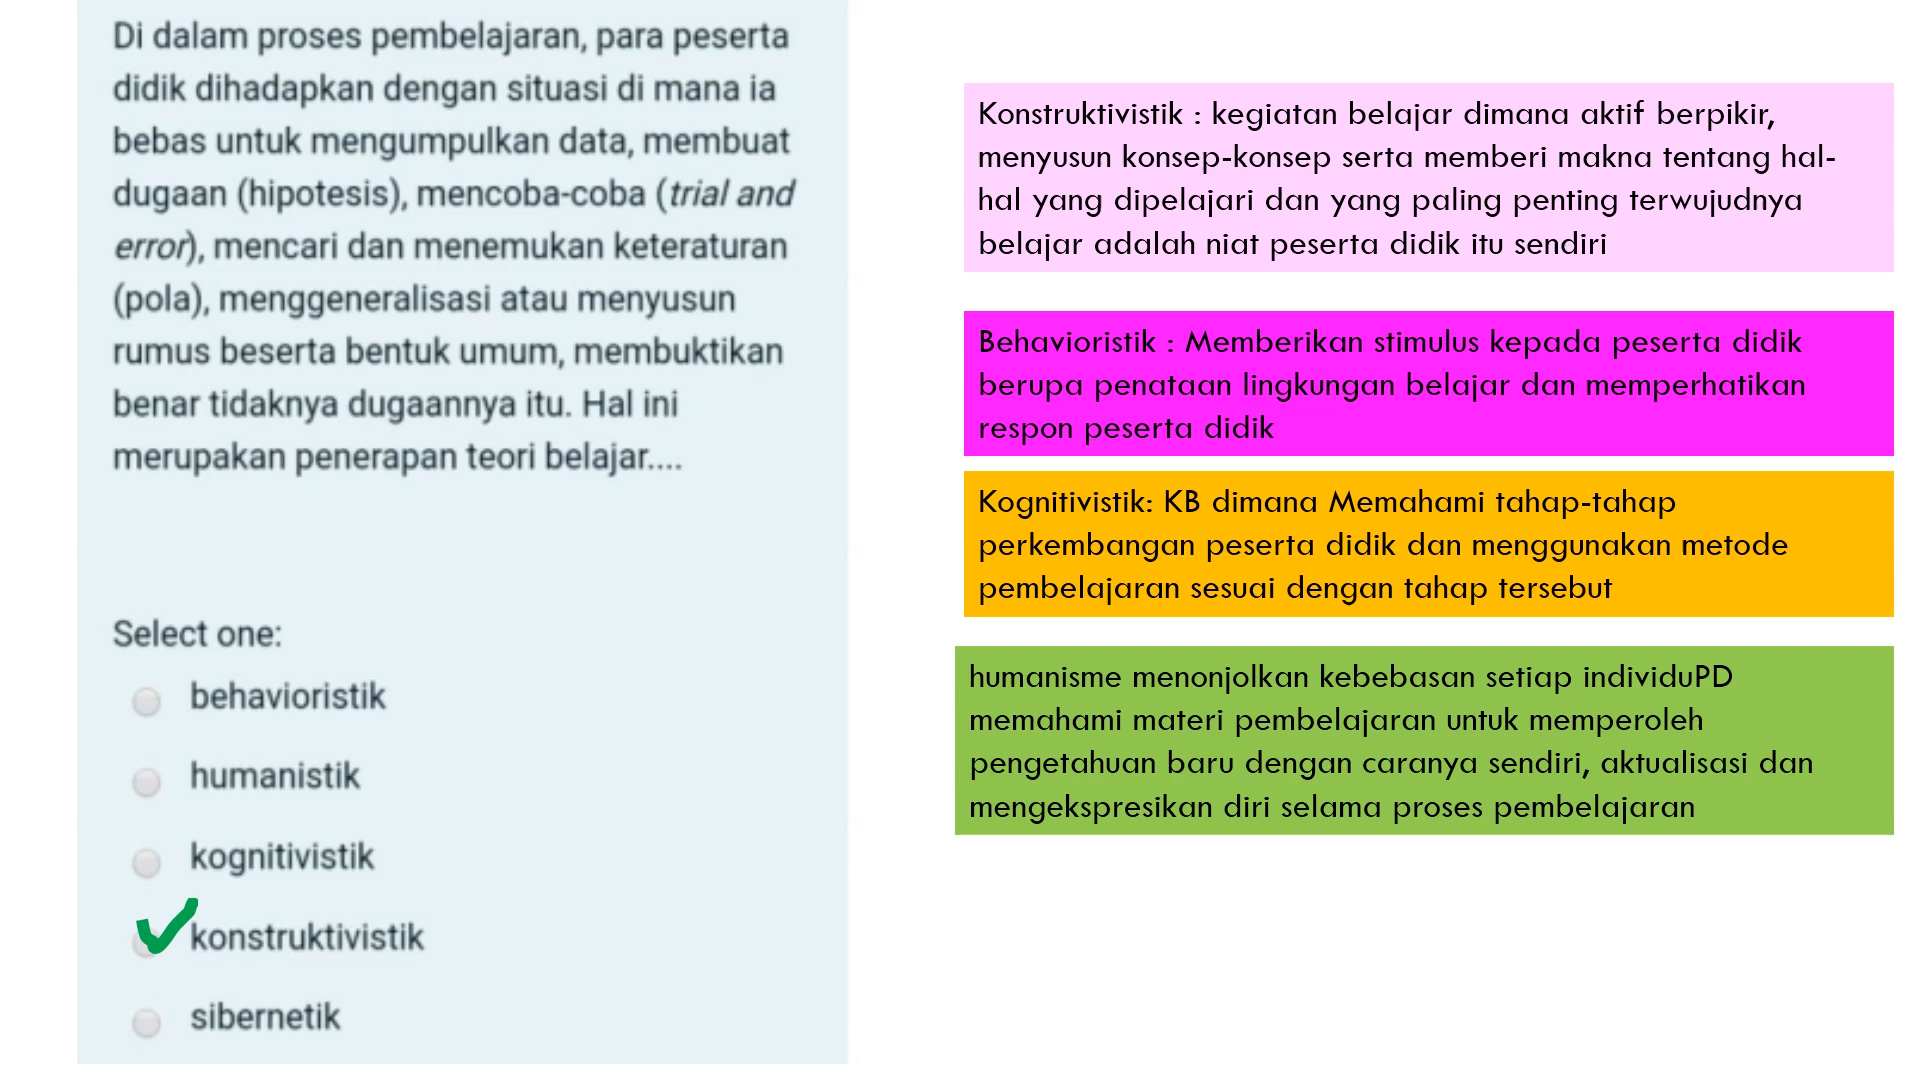 Di dalam proses pembelajaran, para peserta
didik dihadapkan dengan situasi di mana ia
bebas untuk mengumpulkan data, membuat
dugaan (hipotesis), mencoba-coba (trial and
error), mencari dan menemukan keteraturan
(pola), menggeneralisasi atau menyusun
rumus beserta bentuk umum, membuktikan
benar tidaknya dugaannya itu. Hal ini
merupakan penerapan teori belajar....
Select one:
behavioristik
humanistik
kognitivistik
konstruktivistik
sibernetik
Konstruktivistik : kegiatan belajar dimana aktif berpikir,
menyusun konsep-konsep serta memberi makna tentang hal-
hal yang dipelajari dan yang paling penting terwujudnya
belajar adalah niat peserta didik itu sendiri
Behavioristik : Memberikan stimulus kepada peserta didik
berupa penataan lingkungan belajar dan memperhatikan
respon peserta didik
Kognitivistik: KB dimana Memahami tahap-tahap
perkembangan peserta didik dan menggunakan metode
pembelajaran sesuai dengan tahap tersebut
humanisme menonjolkan kebebasan setiap individuPD
memahami materi pembelajaran untuk memperoleh
pengetahuan baru dengan caranya sendiri, aktualisasi dan
mengekspresikan diri selama proses pembelajaran